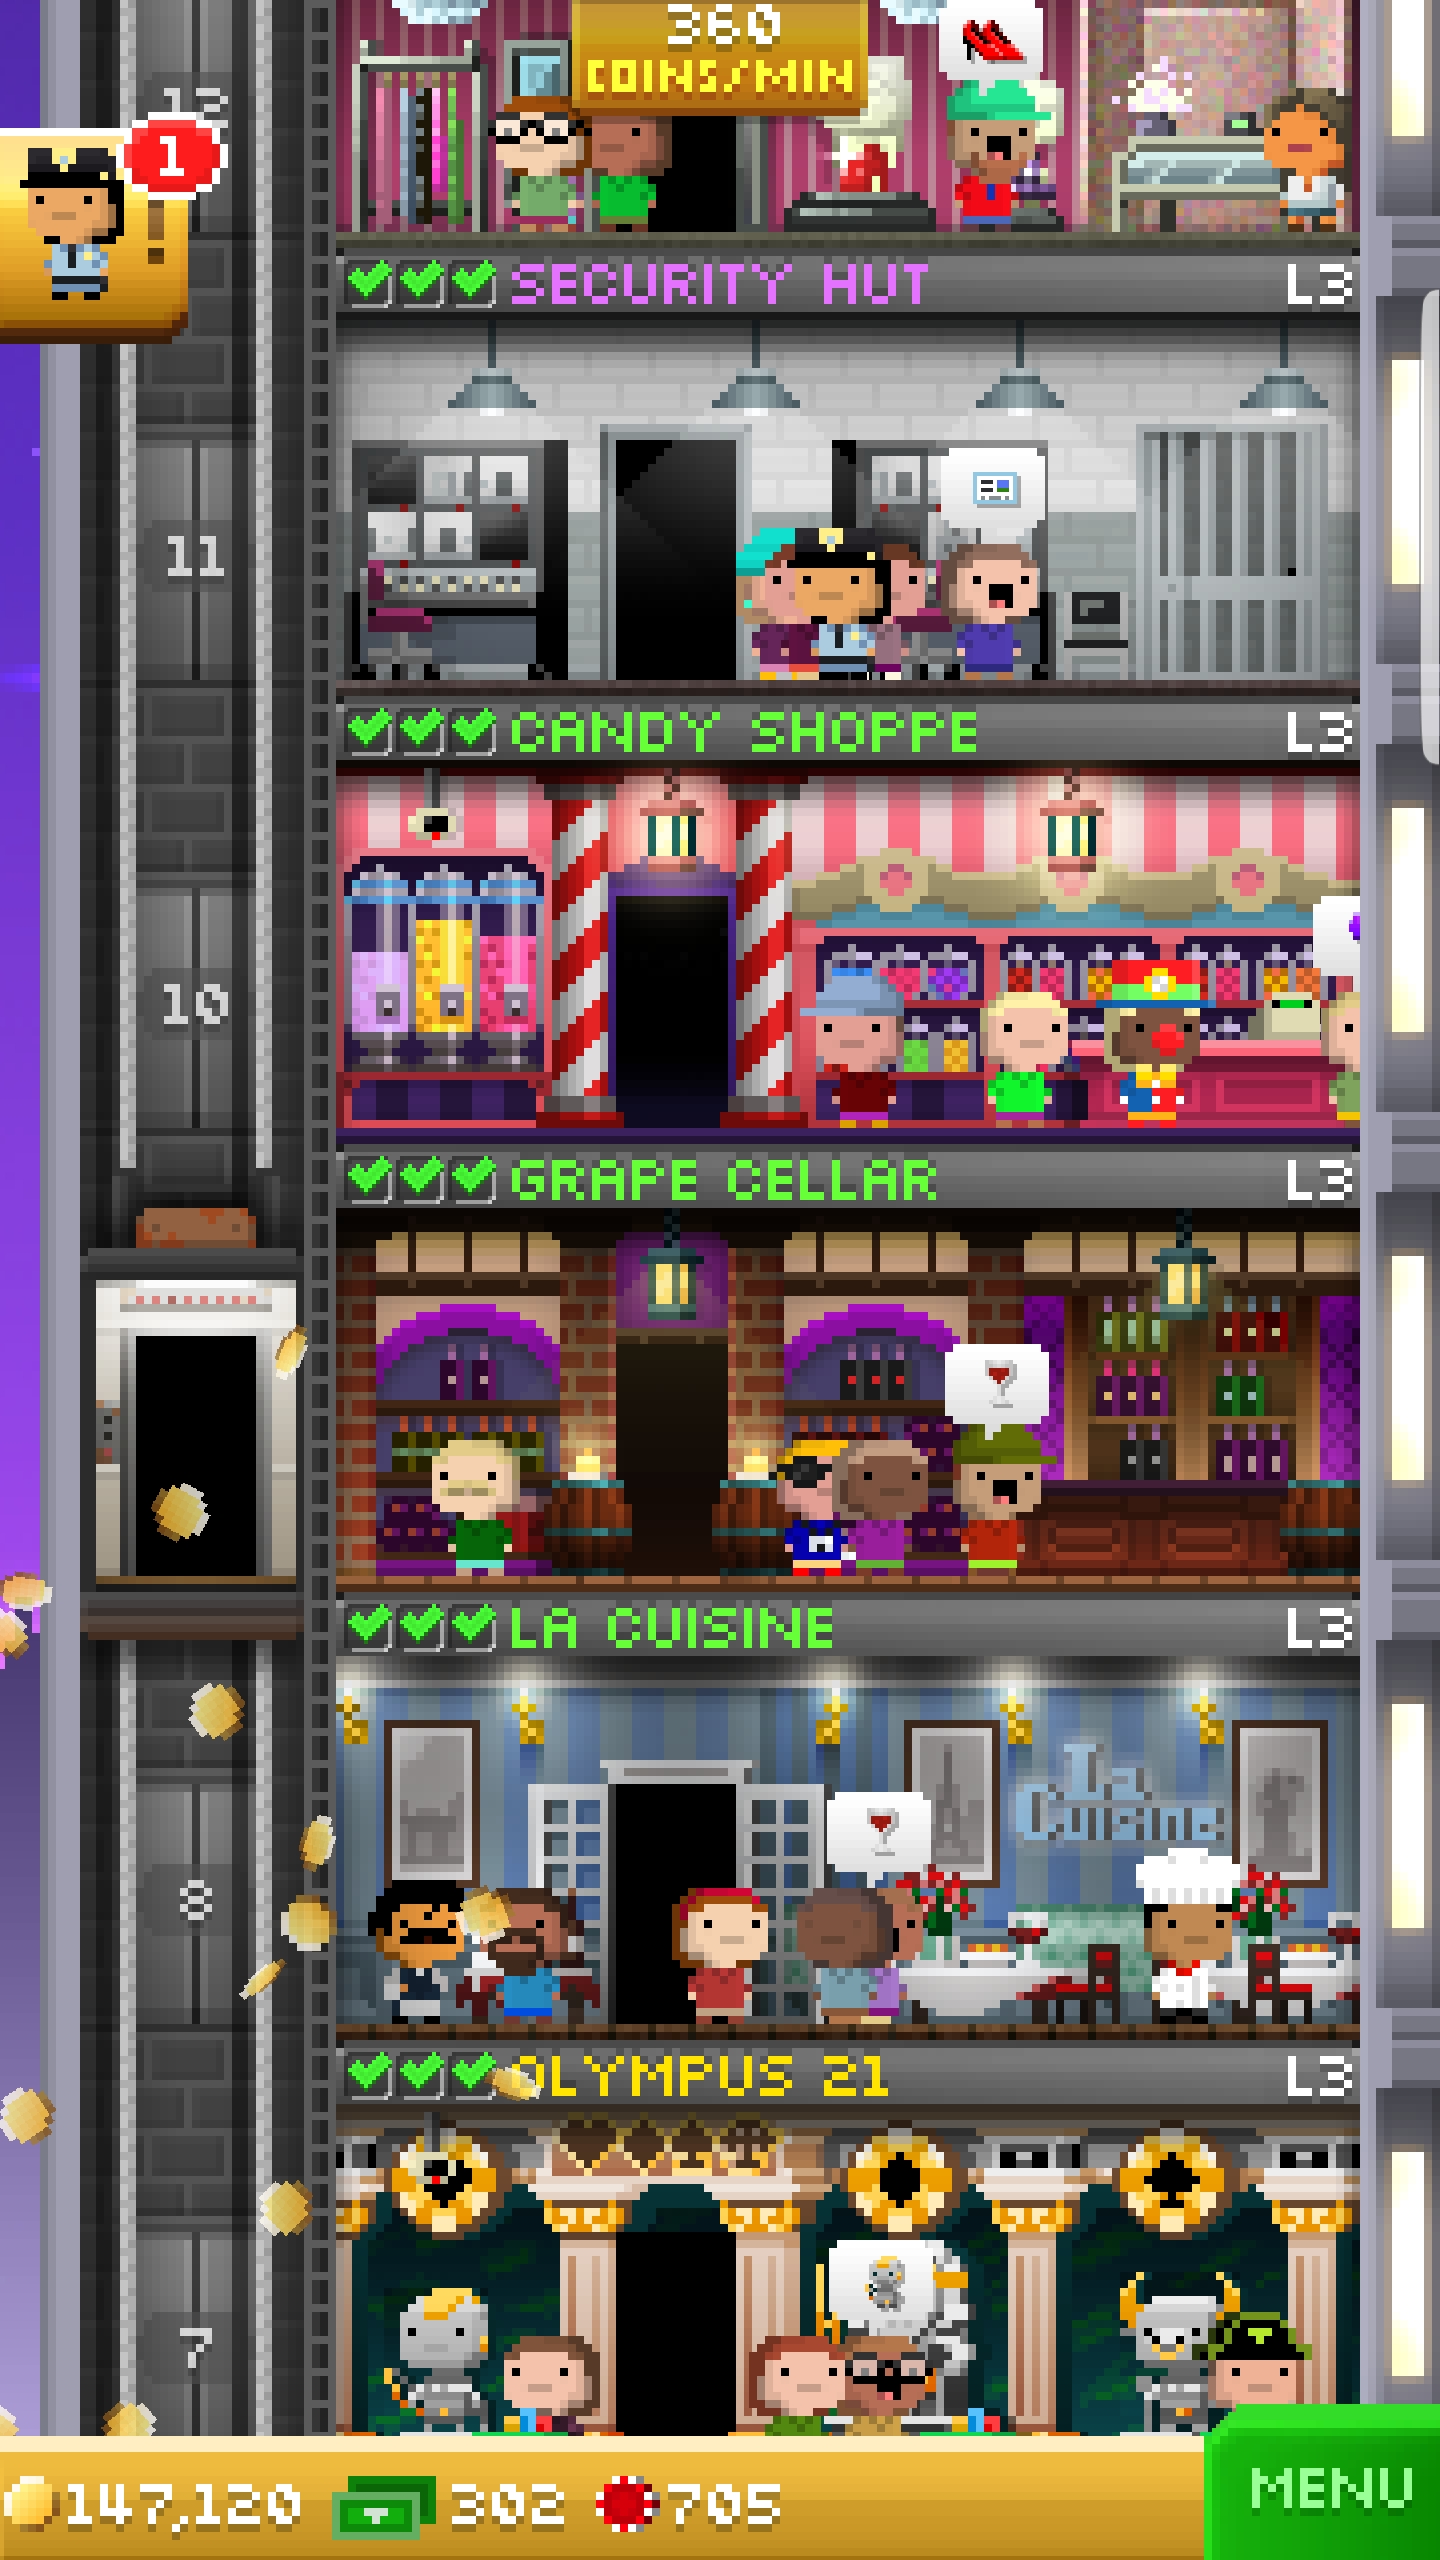 360
COINS/MIN
12
1
!
SECURITY HUT L3
11
CANDY SHOPPE L3
10
GRAPE CELLAR L3
LA CUISINE L3
La
Cuisine
8
OLYMPUS 21 L3
7
147,120 302 705
MENU